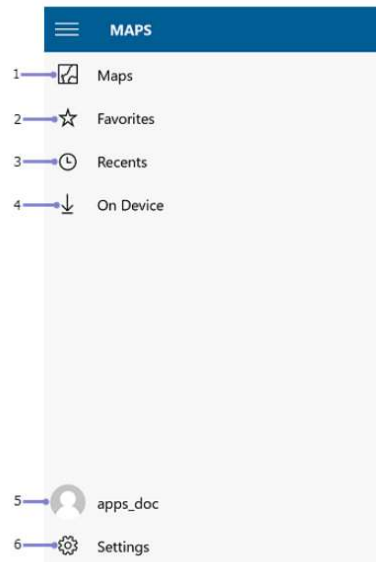 MAPS
1 Maps
2 Favorites
3 Recents
4 On Device
5 apps_doc
6 Settings